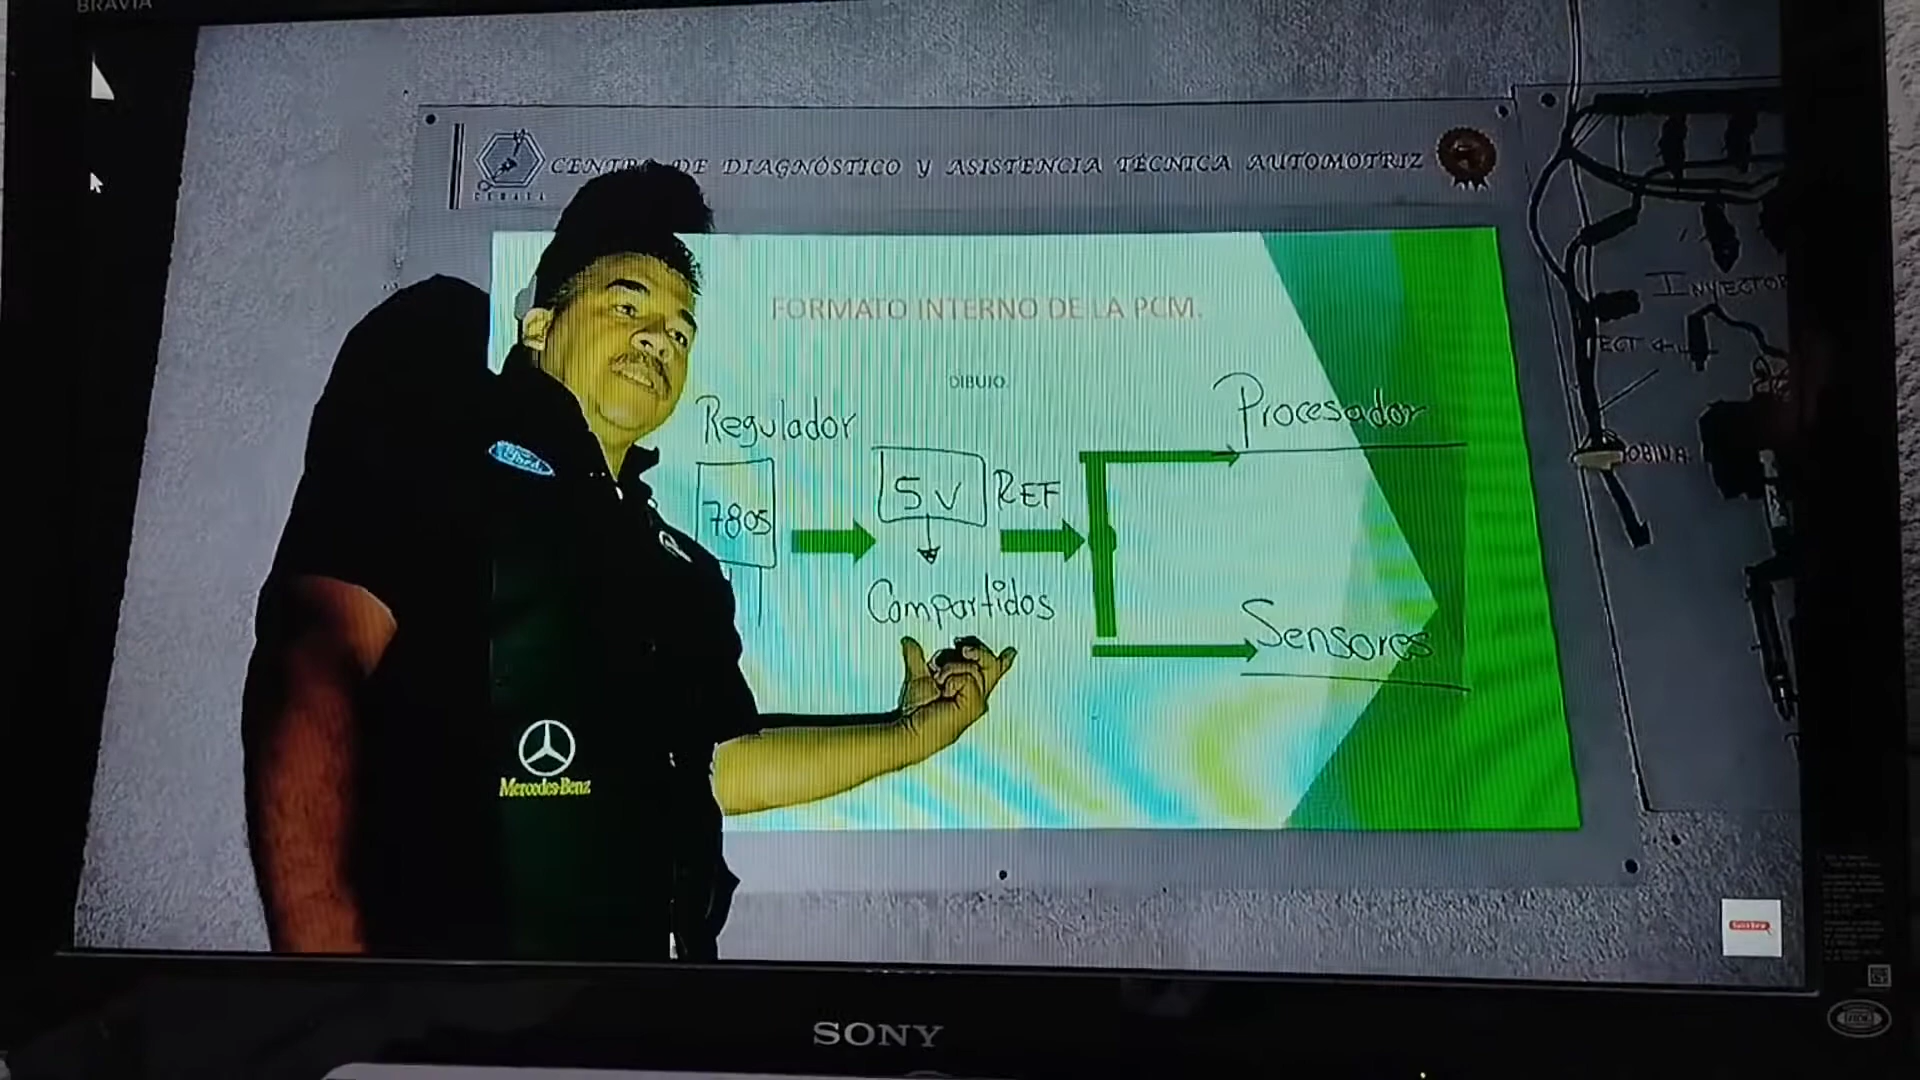 BRAVIA
CENTRO DE DIAGNÓSTICO Y ASISTENCIA TÉCNICA AUTOMOTRIZ
FORMATO INTERNO DE LA PCM.
DIBUJO.
Regulador
7805
5V
REF
Compartidos
Procesador
Sensores
INYECTOR
ECT
BOBINA
Ford
Mercedes-Benz
SONY